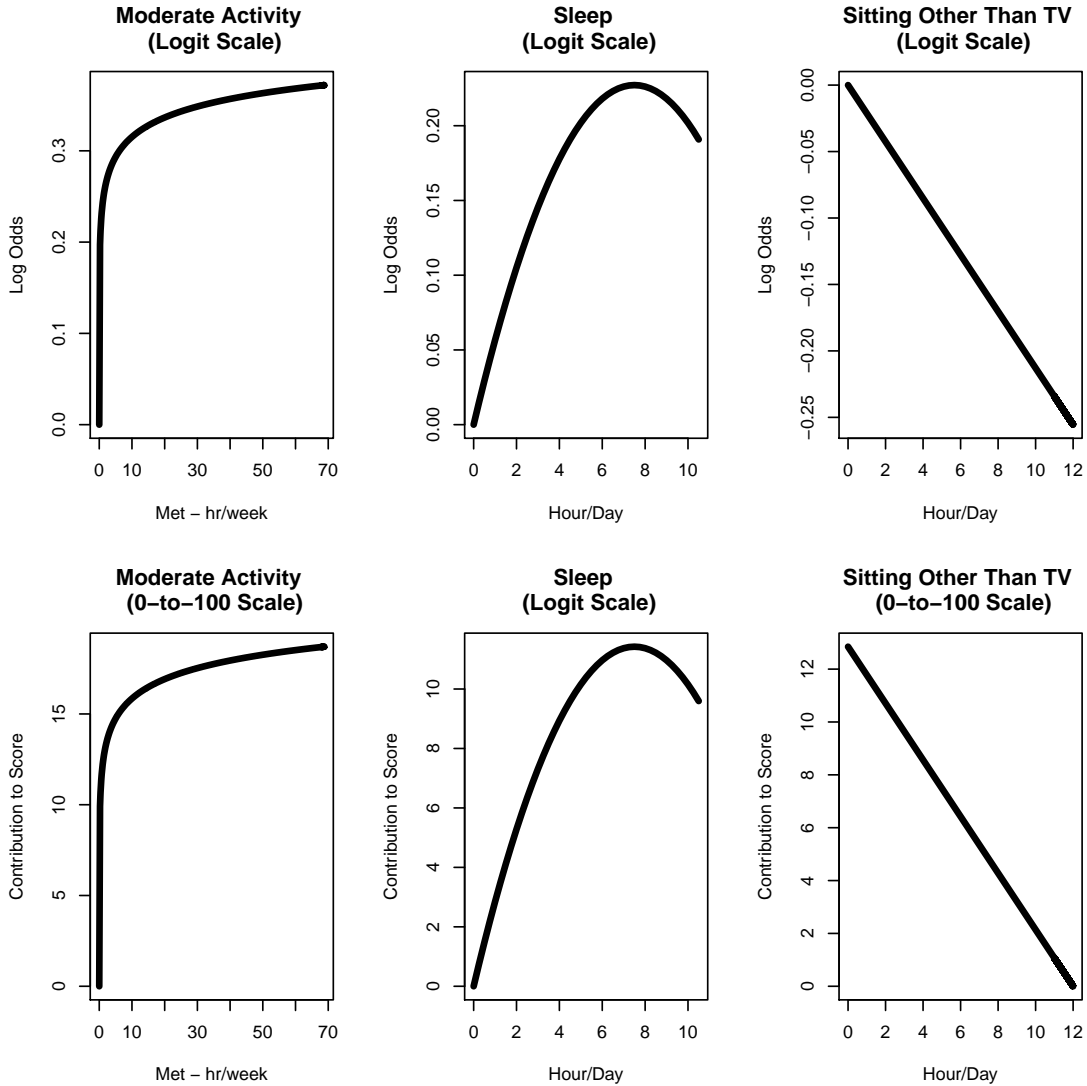 Moderate Activity
(Logit Scale)
Log Odds
0.0 0.1 0.2 0.3
0 10 30 50 70
Met − hr/week
Sleep
(Logit Scale)
Log Odds
0.00 0.05 0.10 0.15 0.20
0 2 4 6 8 10
Hour/Day
Sitting Other Than TV
(Logit Scale)
Log Odds
−0.25 −0.20 −0.15 −0.10 −0.05 0.00
0 2 4 6 8 10 12
Hour/Day
Moderate Activity
(0−to−100 Scale)
Contribution to Score
0 5 10 15
0 10 30 50 70
Met − hr/week
Sleep
(Logit Scale)
Contribution to Score
0 2 4 6 8 10
0 2 4 6 8 10
Hour/Day
Sitting Other Than TV
(0−to−100 Scale)
Contribution to Score
0 2 4 6 8 10 12
0 2 4 6 8 10 12
Hour/Day